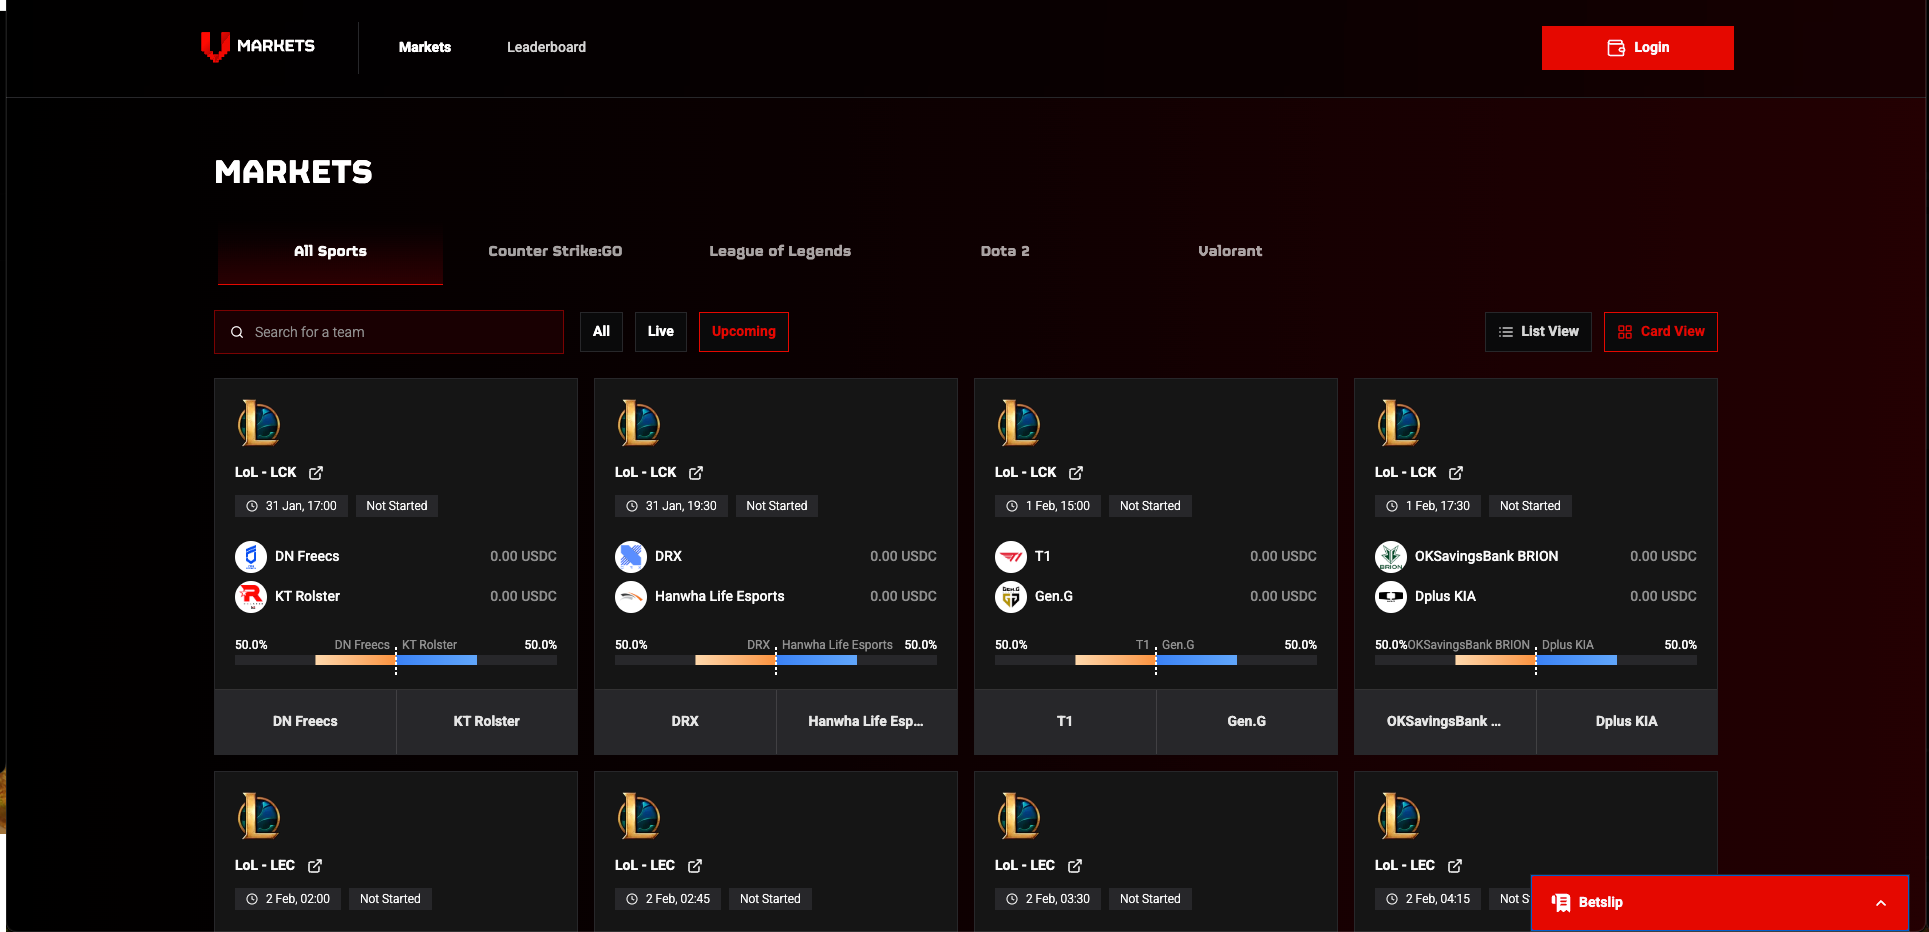 MARKETS
Markets
Leaderboard
Login
MARKETS
All Sports
Counter Strike:GO
League of Legends
Dota 2
Valorant
Search for a team
All
Live
Upcoming
List View
Card View
LoL - LCK
31 Jan, 17:00
Not Started
DN Freecs
0.00 USDC
KT Rolster
0.00 USDC
50.0%
DN Freecs
KT Rolster
50.0%
DN Freecs
KT Rolster
LoL - LCK
31 Jan, 19:30
Not Started
DRX
0.00 USDC
Hanwha Life Esports
0.00 USDC
50.0%
DRX
Hanwha Life Esports
50.0%
DRX
Hanwha Life Esp...
LoL - LCK
1 Feb, 15:00
Not Started
T1
0.00 USDC
GEN.G
Gen.G
0.00 USDC
50.0%
T1
Gen.G
50.0%
T1
Gen.G
LoL - LCK
1 Feb, 17:30
Not Started
BRION
OKSavingsBank BRION
0.00 USDC
Dplus KIA
0.00 USDC
50.0%
OKSavingsBank BRION
Dplus KIA
50.0%
OKSavingsBank ...
Dplus KIA
LoL - LEC
2 Feb, 02:00
Not Started
LoL - LEC
2 Feb, 02:45
Not Started
LoL - LEC
2 Feb, 03:30
Not Started
LoL - LEC
2 Feb, 04:15
Not S
Betslip